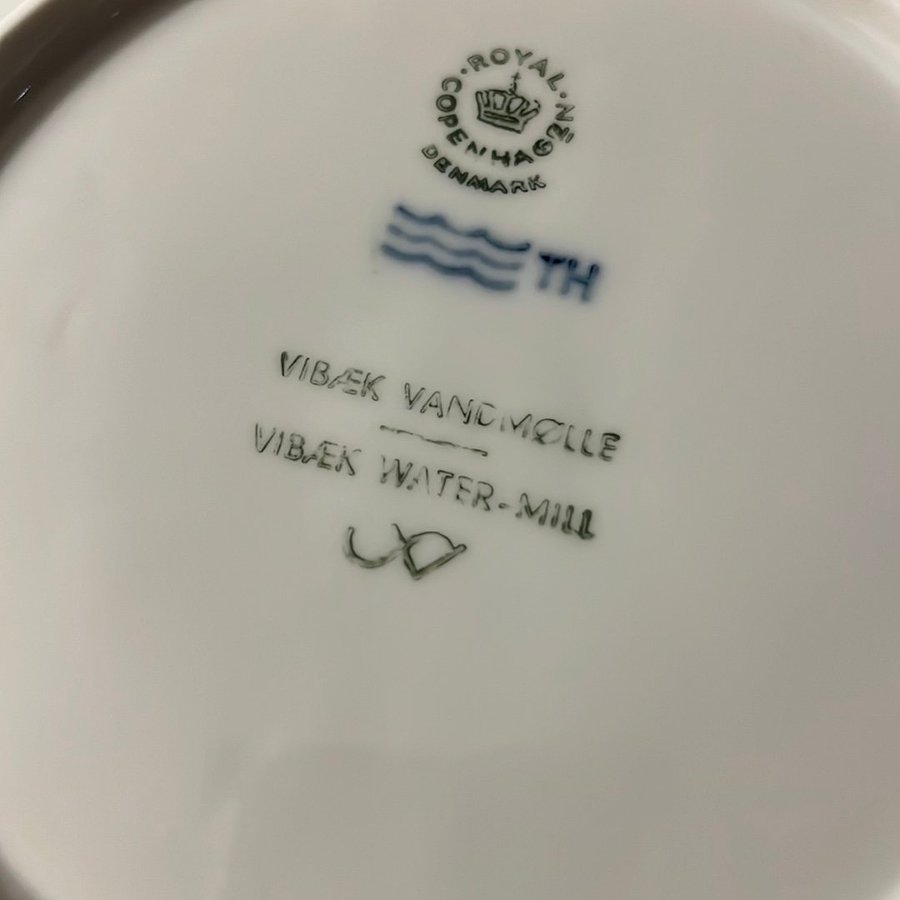 ROYAL COPENHAGEN
DENMARK
TH
VIBÆK VANDMØLLE
VIBÆK WATER-MILL